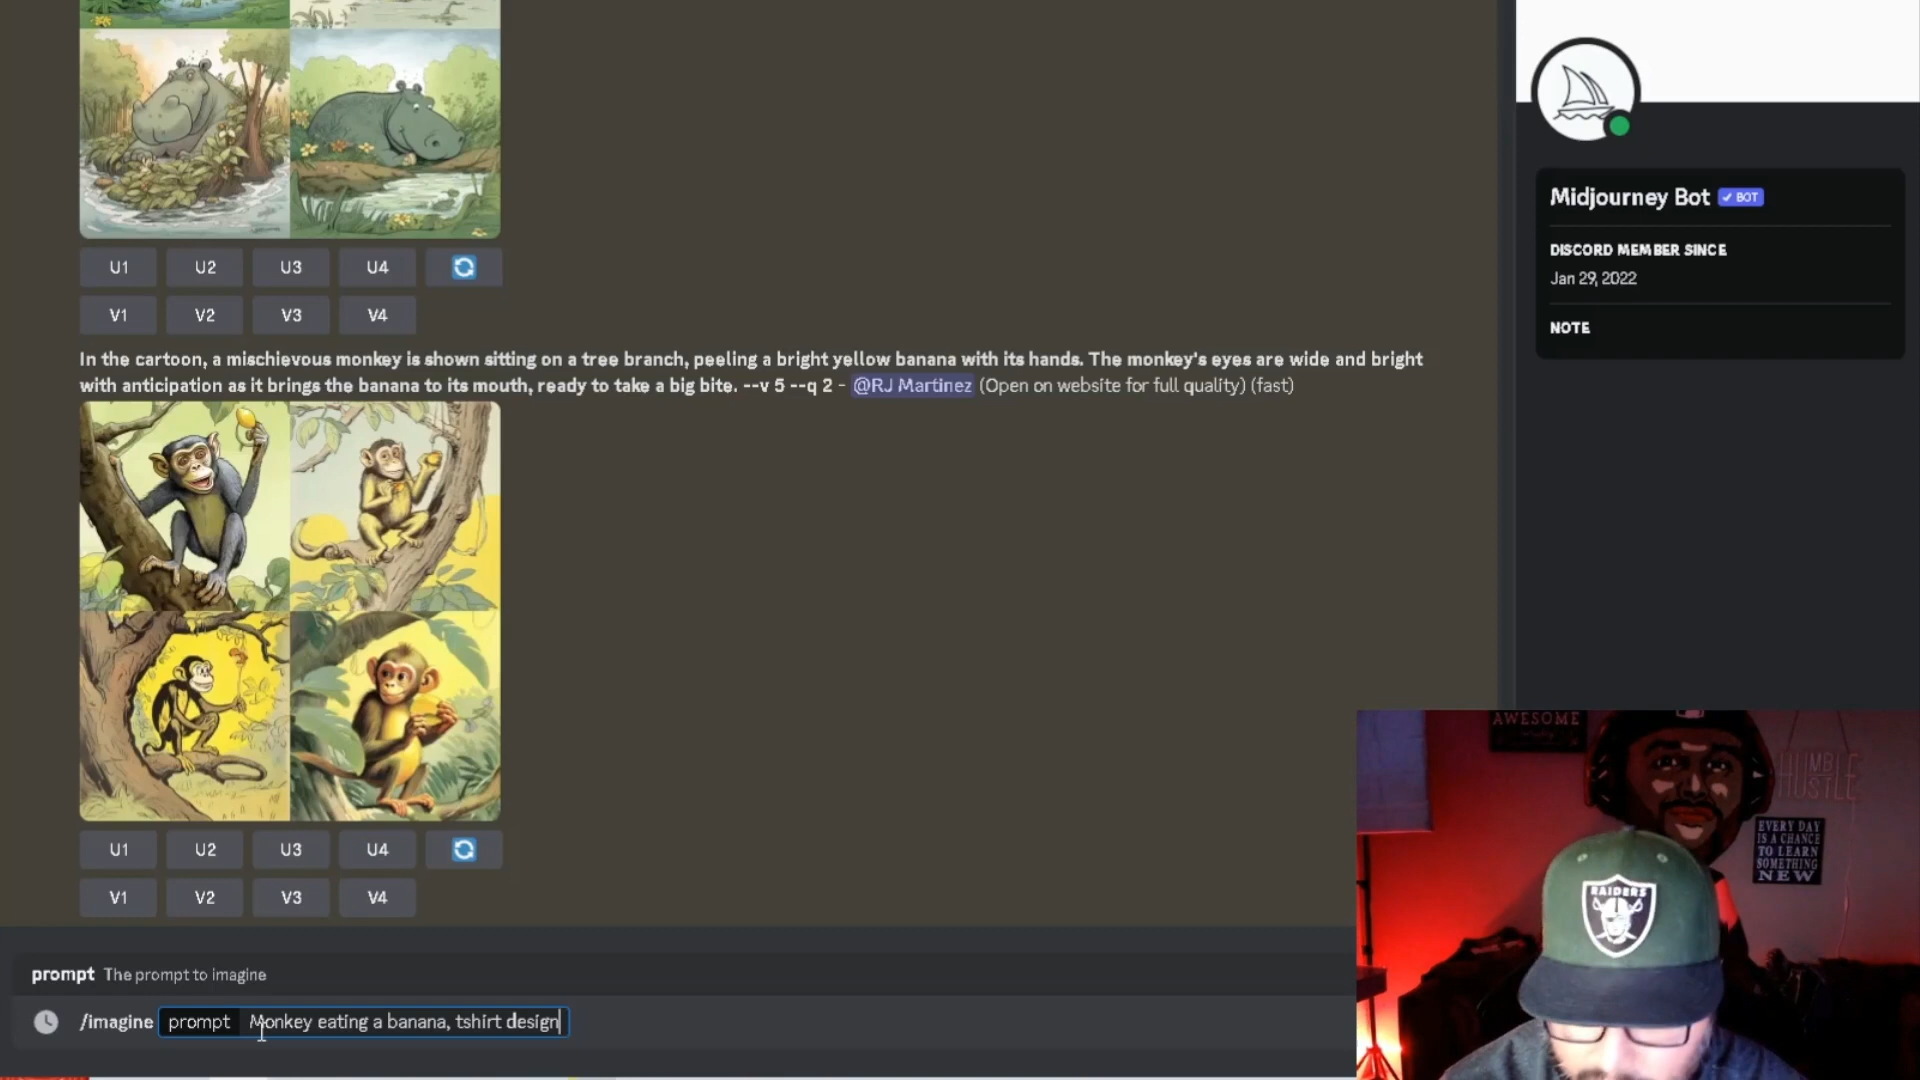 U1 U2 U3 U4
V1 V2 V3 V4
In the cartoon, a mischievous monkey is shown sitting on a tree branch, peeling a bright yellow banana with its hands. The monkey's eyes are wide and bright
with anticipation as it brings the banana to its mouth, ready to take a big bite. --v 5 --q 2 - @RJ Martinez (Open on website for full quality) (fast)
U1 U2 U3 U4
V1 V2 V3 V4
prompt The prompt to imagine
/imagine prompt Monkey eating a banana, tshirt design
Midjourney Bot ✓ BOT
DISCORD MEMBER SINCE
Jan 29, 2022
NOTE
AWESOME
HUMBLE
HUSTLE
EVERY DAY
IS A CHANCE
TO LEARN
SOMETHING
NEW
RAIDERS